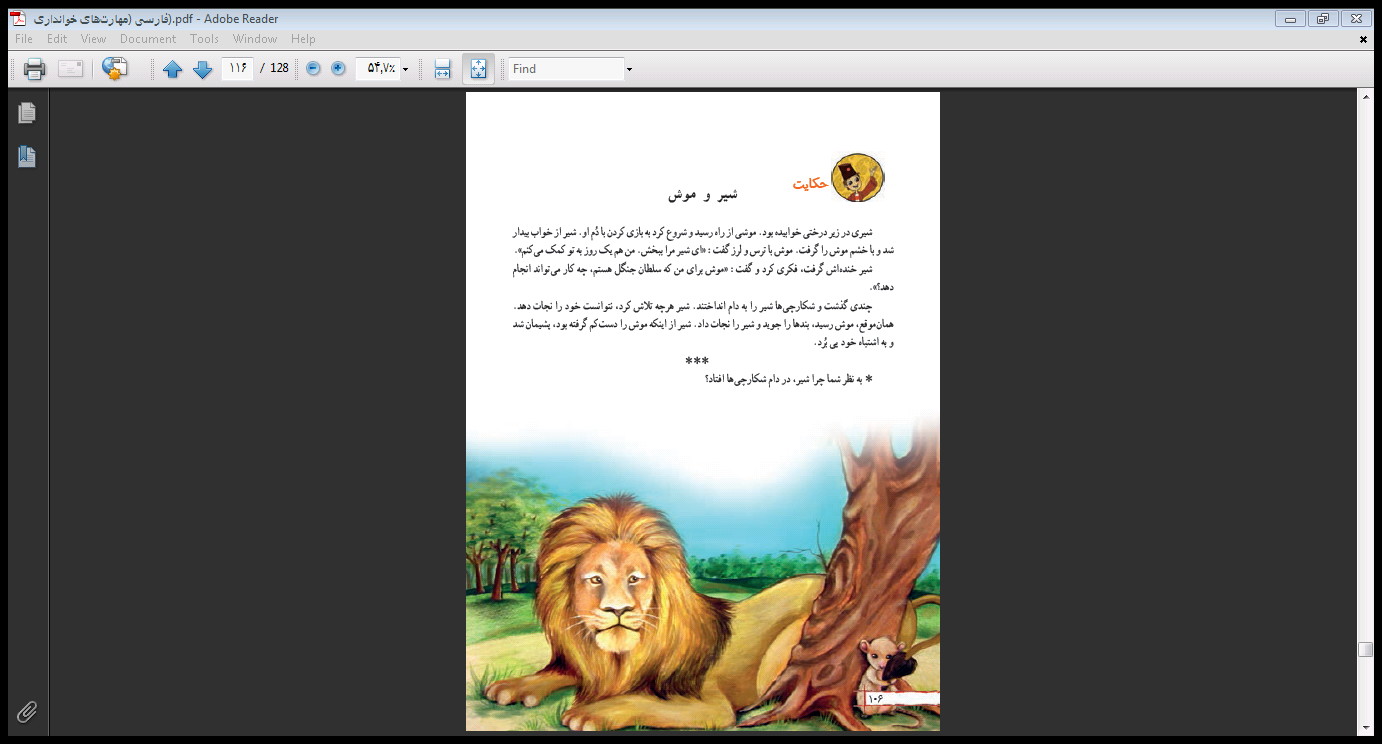 فارسی (مهارت‌های خوانداری).pdf - Adobe Reader
File Edit View Document Tools Window Help
۱۱۶ / 128 ۵۴,۷٪ Find
حکایت
شیر و موش
شیری در زیر درختی خوابیده بود. موشی از راه رسید و شروع کرد به بازی کردن با دُم او. شیر از خواب بیدار
شد و با خشم موش را گرفت. موش با ترس و لرز گفت : «ای شیر مرا ببخش. من هم یک روز به تو کمک می‌کنم».
شیر خنده‌اش گرفت، فکری کرد و گفت : «موش برای من که سلطان جنگل هستم، چه کار می‌تواند انجام
دهد؟».
چندی گذشت و شکارچی‌ها شیر را به دام انداختند. شیر هرچه تلاش کرد، نتوانست خود را نجات دهد.
همان‌موقع، موش رسید، بندها را جوید و شیر را نجات داد. شیر از اینکه موش را دست‌کم گرفته بود، پشیمان شد
و به اشتباه خود پی بُرد.
***
* به نظر شما چرا شیر، در دام شکارچی‌ها افتاد؟
۱۰۶